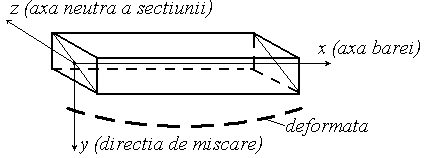 z (axa neutra a sectiunii)
x (axa barei)
deformata
y (directia de miscare)